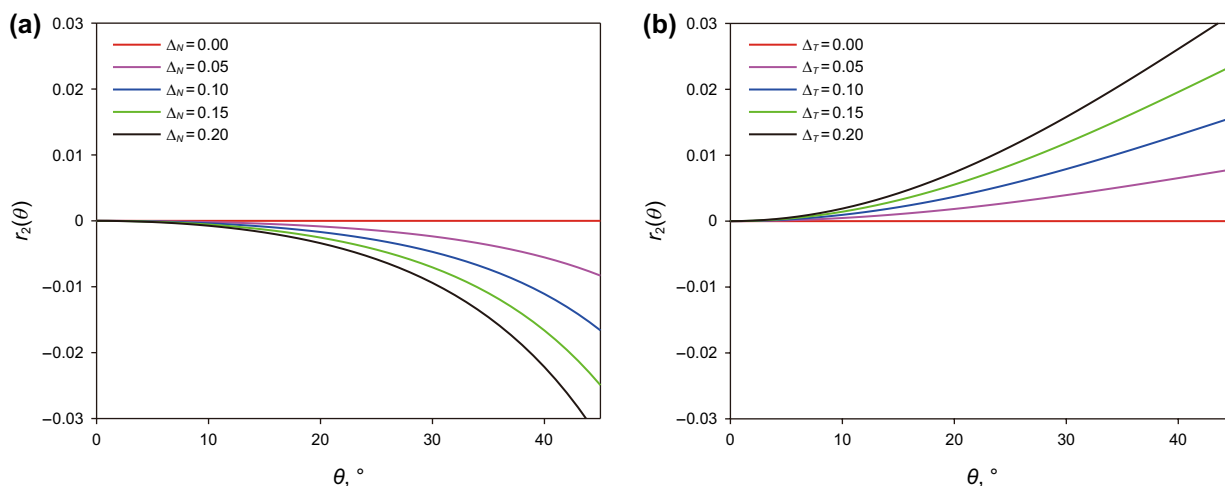 (a)
0.03
0.02
0.01
0
−0.01
−0.02
−0.03
r₂(θ)
Δ_N = 0.00
Δ_N = 0.05
Δ_N = 0.10
Δ_N = 0.15
Δ_N = 0.20
0 10 20 30 40
θ, °
(b)
0.03
0.02
0.01
0
−0.01
−0.02
−0.03
r₂(θ)
Δ_T = 0.00
Δ_T = 0.05
Δ_T = 0.10
Δ_T = 0.15
Δ_T = 0.20
0 10 20 30 40
θ, °